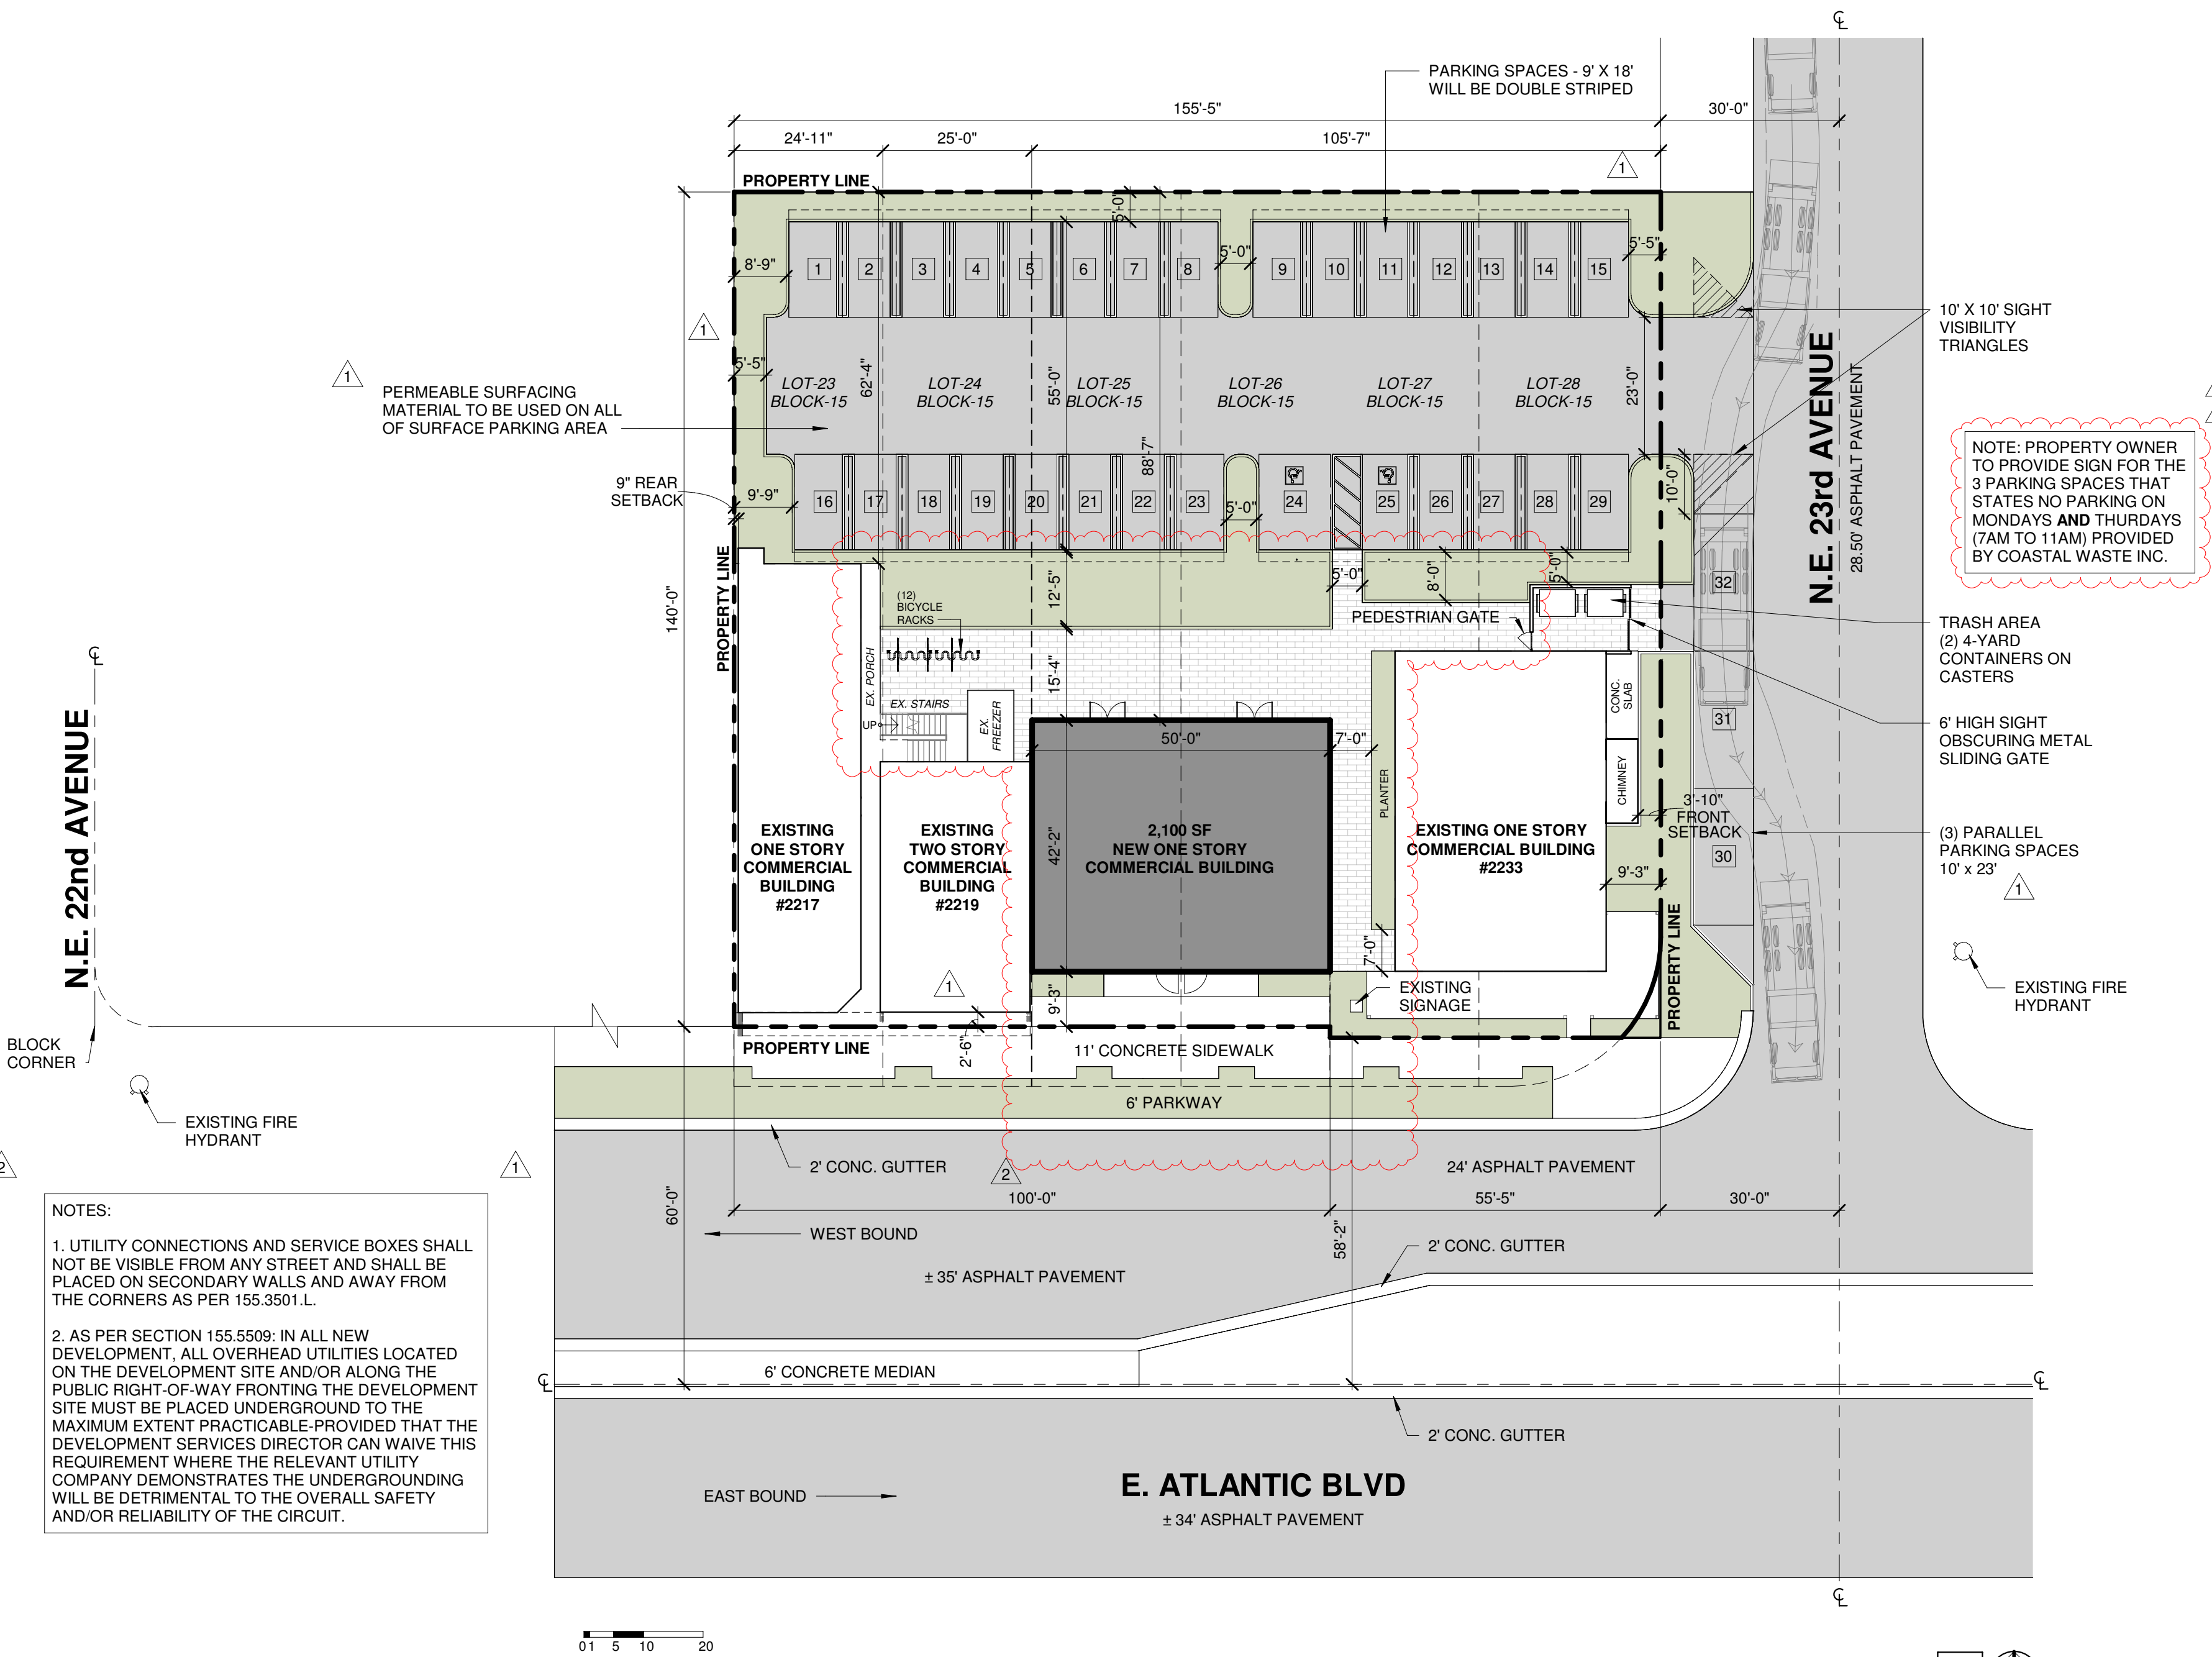 ℄
PARKING SPACES - 9' X 18'
WILL BE DOUBLE STRIPED
155'-5"
30'-0"
24'-11"
25'-0"
105'-7"
1
PROPERTY LINE
5'-0"
8'-9"
1
2
3
4
5
6
7
8
5'-0"
9
10
11
12
13
14
15
5'-5"
10' X 10' SIGHT
VISIBILITY
TRIANGLES
1
1
5'-5"
PERMEABLE SURFACING
MATERIAL TO BE USED ON ALL
OF SURFACE PARKING AREA
LOT-23
BLOCK-15
62'-4"
LOT-24
BLOCK-15
55'-0"
LOT-25
BLOCK-15
88'-7"
LOT-26
BLOCK-15
LOT-27
BLOCK-15
LOT-28
BLOCK-15
23'-0"
N.E. 23rd AVENUE
28.50' ASPHALT PAVEMENT
NOTE: PROPERTY OWNER
TO PROVIDE SIGN FOR THE
3 PARKING SPACES THAT
STATES NO PARKING ON
MONDAYS AND THURDAYS
(7AM TO 11AM) PROVIDED
BY COASTAL WASTE INC.
9" REAR
SETBACK
9'-9"
16
17
18
19
20
21
22
23
5'-0"
24
25
26
27
28
29
10'-0"
140'-0"
PROPERTY LINE
12'-5"
5'-0"
8'-0"
5'-0"
32
(12)
BICYCLE
RACKS
PEDESTRIAN GATE
TRASH AREA
(2) 4-YARD
CONTAINERS ON
CASTERS
EX. PORCH
15'-4"
EX. STAIRS
UP
EX.
FREEZER
CONC.
SLAB
31
6' HIGH SIGHT
OBSCURING METAL
SLIDING GATE
50'-0"
7'-0"
PLANTER
CHIMNEY
3'-10"
FRONT
SETBACK
℄
N.E. 22nd AVENUE
EXISTING
ONE STORY
COMMERCIAL
BUILDING
#2217
EXISTING
TWO STORY
COMMERCIAL
BUILDING
#2219
42'-2"
2,100 SF
NEW ONE STORY
COMMERCIAL BUILDING
EXISTING ONE STORY
COMMERCIAL BUILDING
#2233
30
(3) PARALLEL
PARKING SPACES
10' x 23'
1
9'-3"
PROPERTY LINE
7'-0"
1
9'-3"
EXISTING
SIGNAGE
EXISTING FIRE
HYDRANT
BLOCK
CORNER
PROPERTY LINE
2'-6"
11' CONCRETE SIDEWALK
6' PARKWAY
EXISTING FIRE
HYDRANT
2
1
2' CONC. GUTTER
2
24' ASPHALT PAVEMENT
60'-0"
100'-0"
55'-5"
30'-0"
WEST BOUND
58'-2"
2' CONC. GUTTER
± 35' ASPHALT PAVEMENT
NOTES:
1. UTILITY CONNECTIONS AND SERVICE BOXES SHALL
NOT BE VISIBLE FROM ANY STREET AND SHALL BE
PLACED ON SECONDARY WALLS AND AWAY FROM
THE CORNERS AS PER 155.3501.L.
2. AS PER SECTION 155.5509: IN ALL NEW
DEVELOPMENT, ALL OVERHEAD UTILITIES LOCATED
ON THE DEVELOPMENT SITE AND/OR ALONG THE
PUBLIC RIGHT-OF-WAY FRONTING THE DEVELOPMENT
SITE MUST BE PLACED UNDERGROUND TO THE
MAXIMUM EXTENT PRACTICABLE-PROVIDED THAT THE
DEVELOPMENT SERVICES DIRECTOR CAN WAIVE THIS
REQUIREMENT WHERE THE RELEVANT UTILITY
COMPANY DEMONSTRATES THE UNDERGROUNDING
WILL BE DETRIMENTAL TO THE OVERALL SAFETY
AND/OR RELIABILITY OF THE CIRCUIT.
6' CONCRETE MEDIAN
℄
℄
2' CONC. GUTTER
E. ATLANTIC BLVD
EAST BOUND
± 34' ASPHALT PAVEMENT
℄
0 1 5 10 20